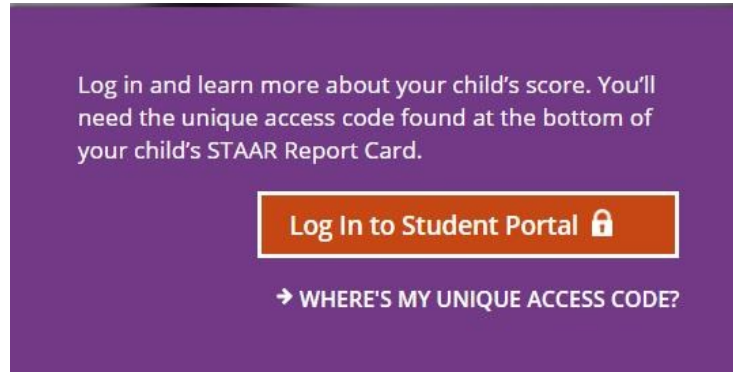 Log in and learn more about your child’s score. You’ll
need the unique access code found at the bottom of
your child’s STAAR Report Card.
Log In to Student Portal
WHERE'S MY UNIQUE ACCESS CODE?